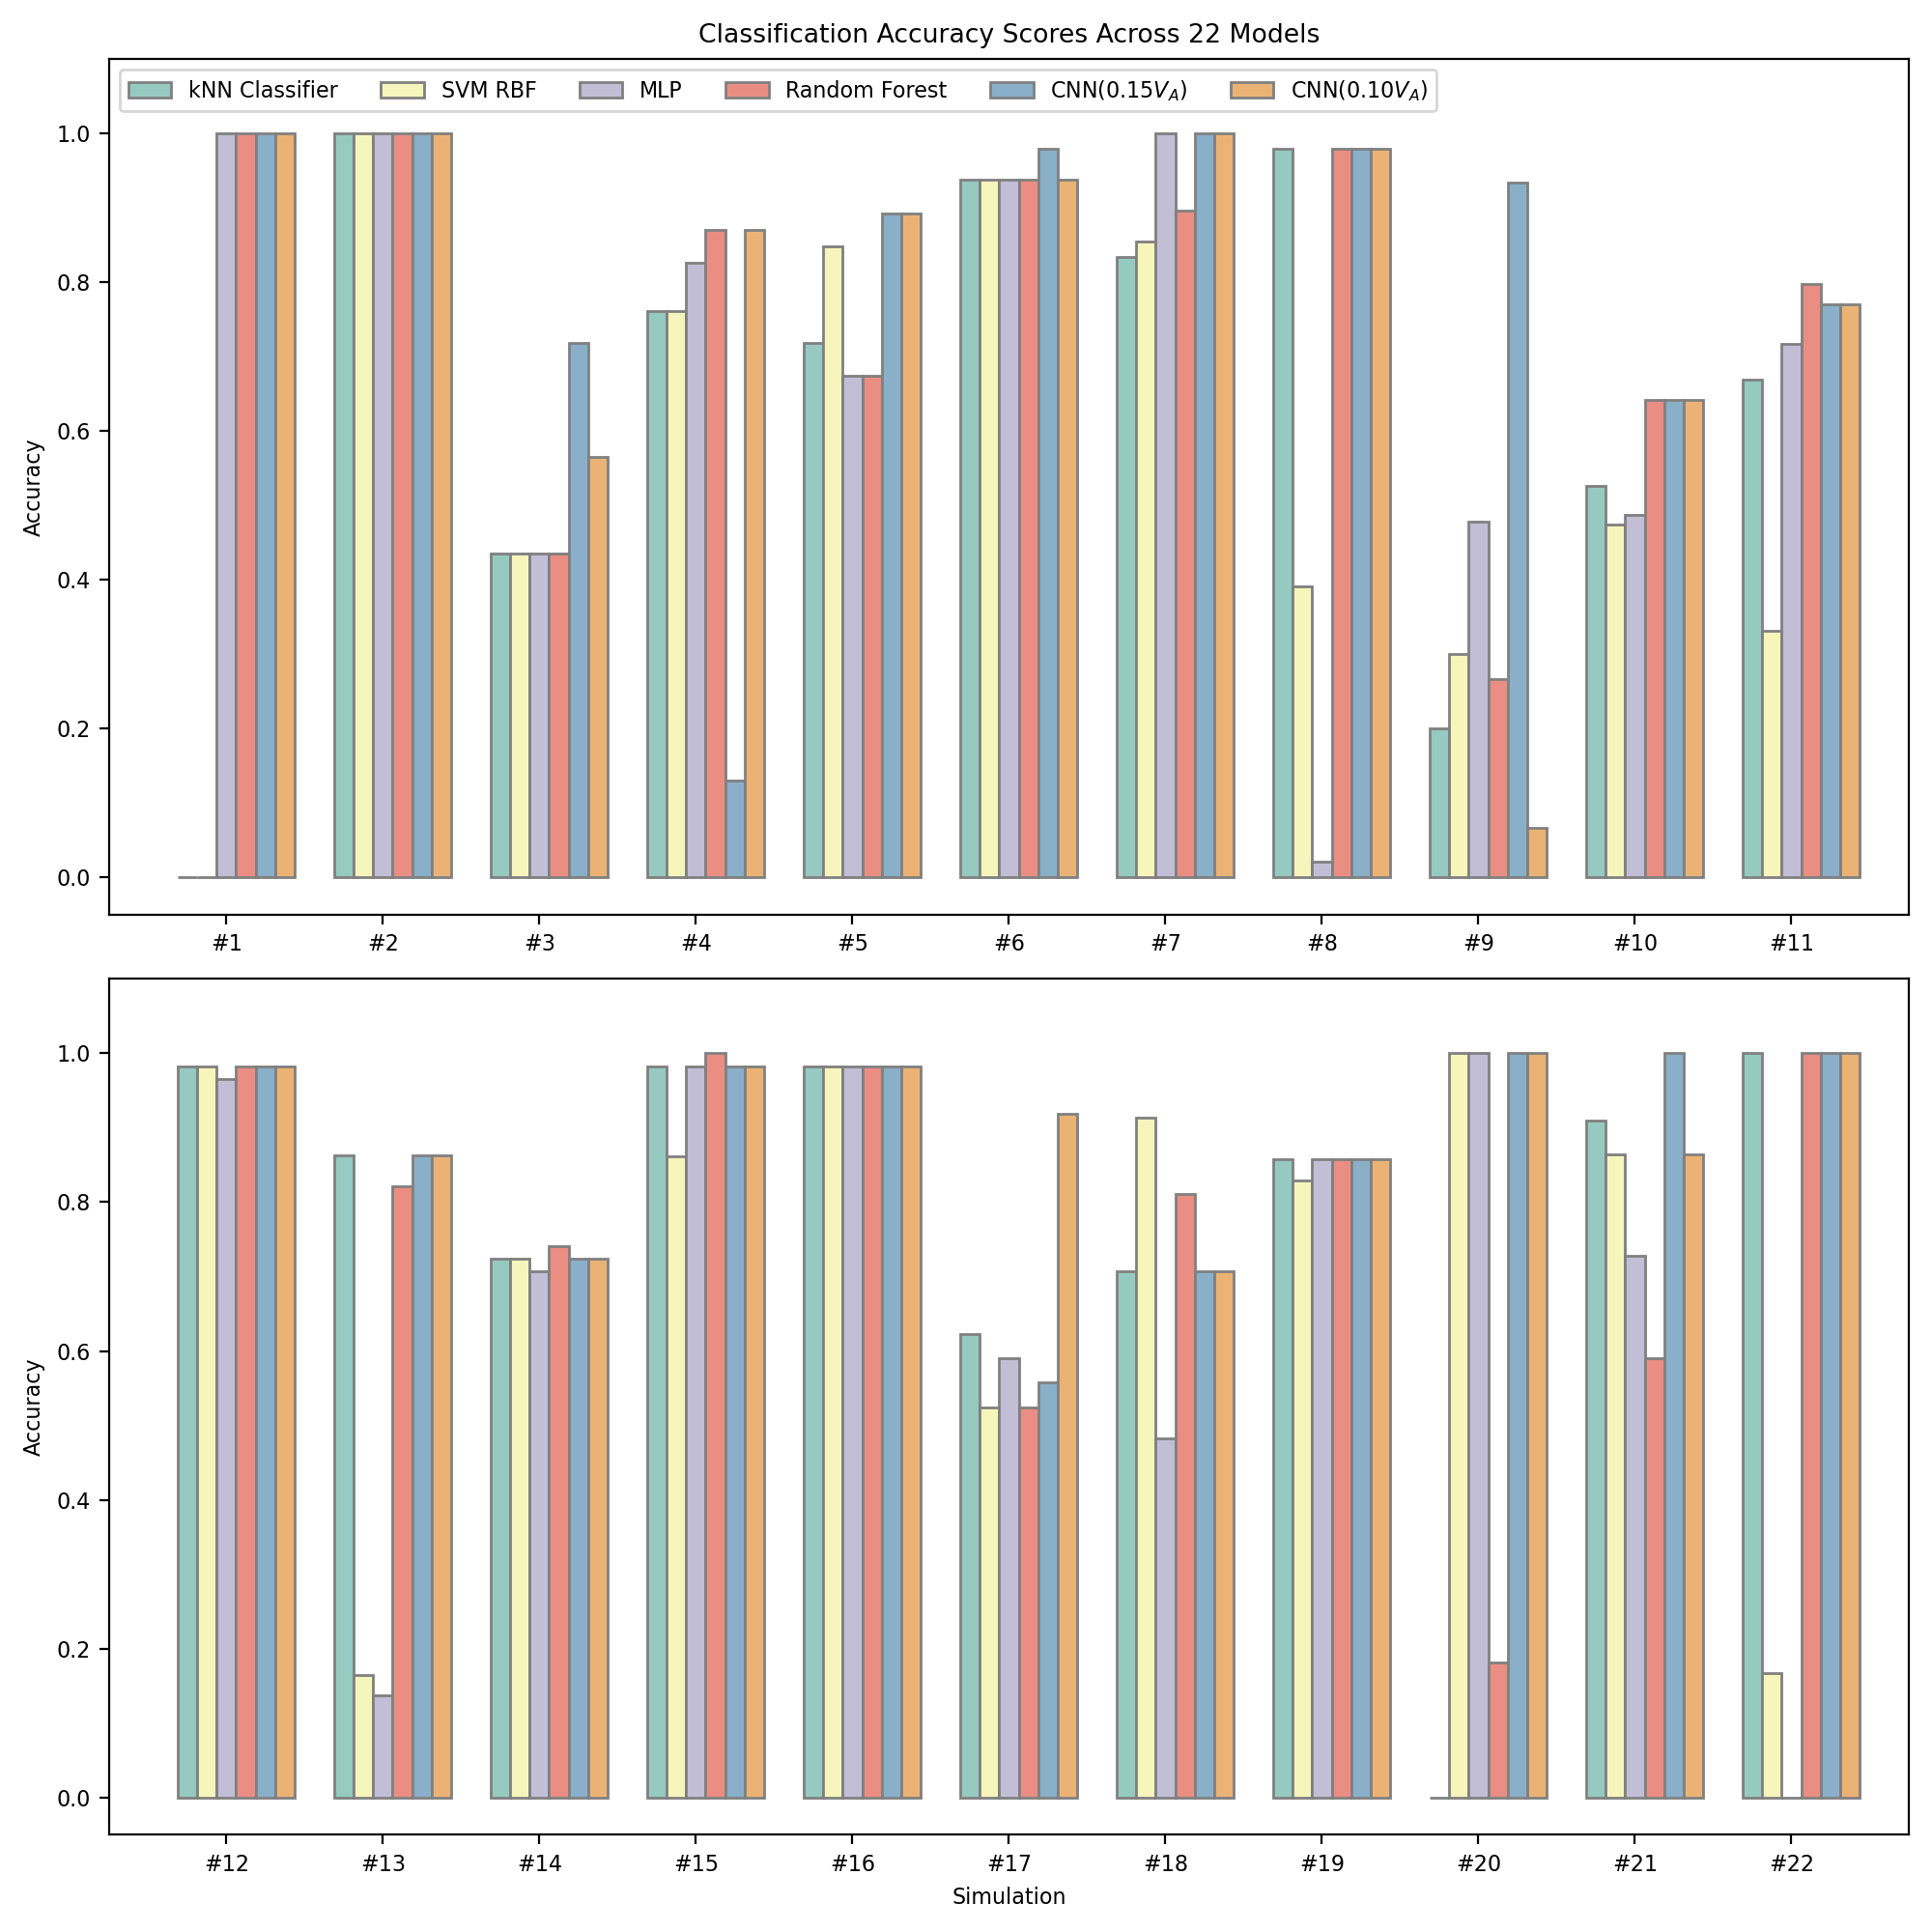 Classification Accuracy Scores Across 22 Models
kNN Classifier SVM RBF MLP Random Forest CNN(0.15V_A) CNN(0.10V_A)
1.0
0.8
0.6
0.4
0.2
0.0
Accuracy
#1 #2 #3 #4 #5 #6 #7 #8 #9 #10 #11
1.0
0.8
0.6
0.4
0.2
0.0
Accuracy
#12 #13 #14 #15 #16 #17 #18 #19 #20 #21 #22
Simulation